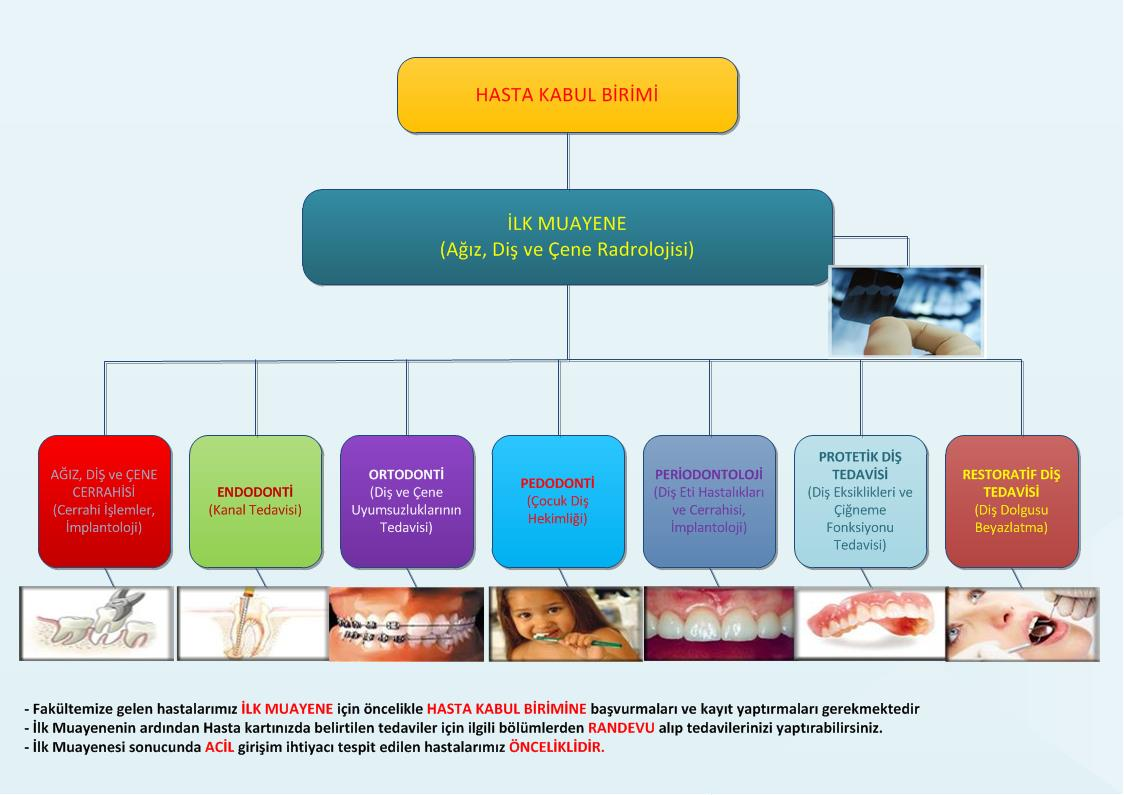 HASTA KABUL BİRİMİ
İLK MUAYENE
(Ağız, Diş ve Çene Radrolojisi)
AĞIZ, DİŞ ve ÇENE
CERRAHİSİ
(Cerrahi İşlemler,
İmplantoloji)
ENDODONTİ
(Kanal Tedavisi)
ORTODONTİ
(Diş ve Çene
Uyumsuzluklarının
Tedavisi)
PEDODONTİ
(Çocuk Diş
Hekimliği)
PERİODONTOLOJİ
(Diş Eti Hastalıkları
ve Cerrahisi,
İmplantoloji)
PROTETİK DİŞ
TEDAVİSİ
(Diş Eksiklikleri ve
Çiğneme
Fonksiyonu
Tedavisi)
RESTORATİF DİŞ
TEDAVİSİ
(Diş Dolgusu
Beyazlatma)
- Fakültemize gelen hastalarımız İLK MUAYENE için öncelikle HASTA KABUL BİRİMİNE başvurmaları ve kayıt yaptırmaları gerekmektedir
- İlk Muayenenin ardından Hasta kartınızda belirtilen tedaviler için ilgili bölümlerden RANDEVU alıp tedavilerinizi yaptırabilirsiniz.
- İlk Muayenesi sonucunda ACİL girişim ihtiyacı tespit edilen hastalarımız ÖNCELİKLİDİR.